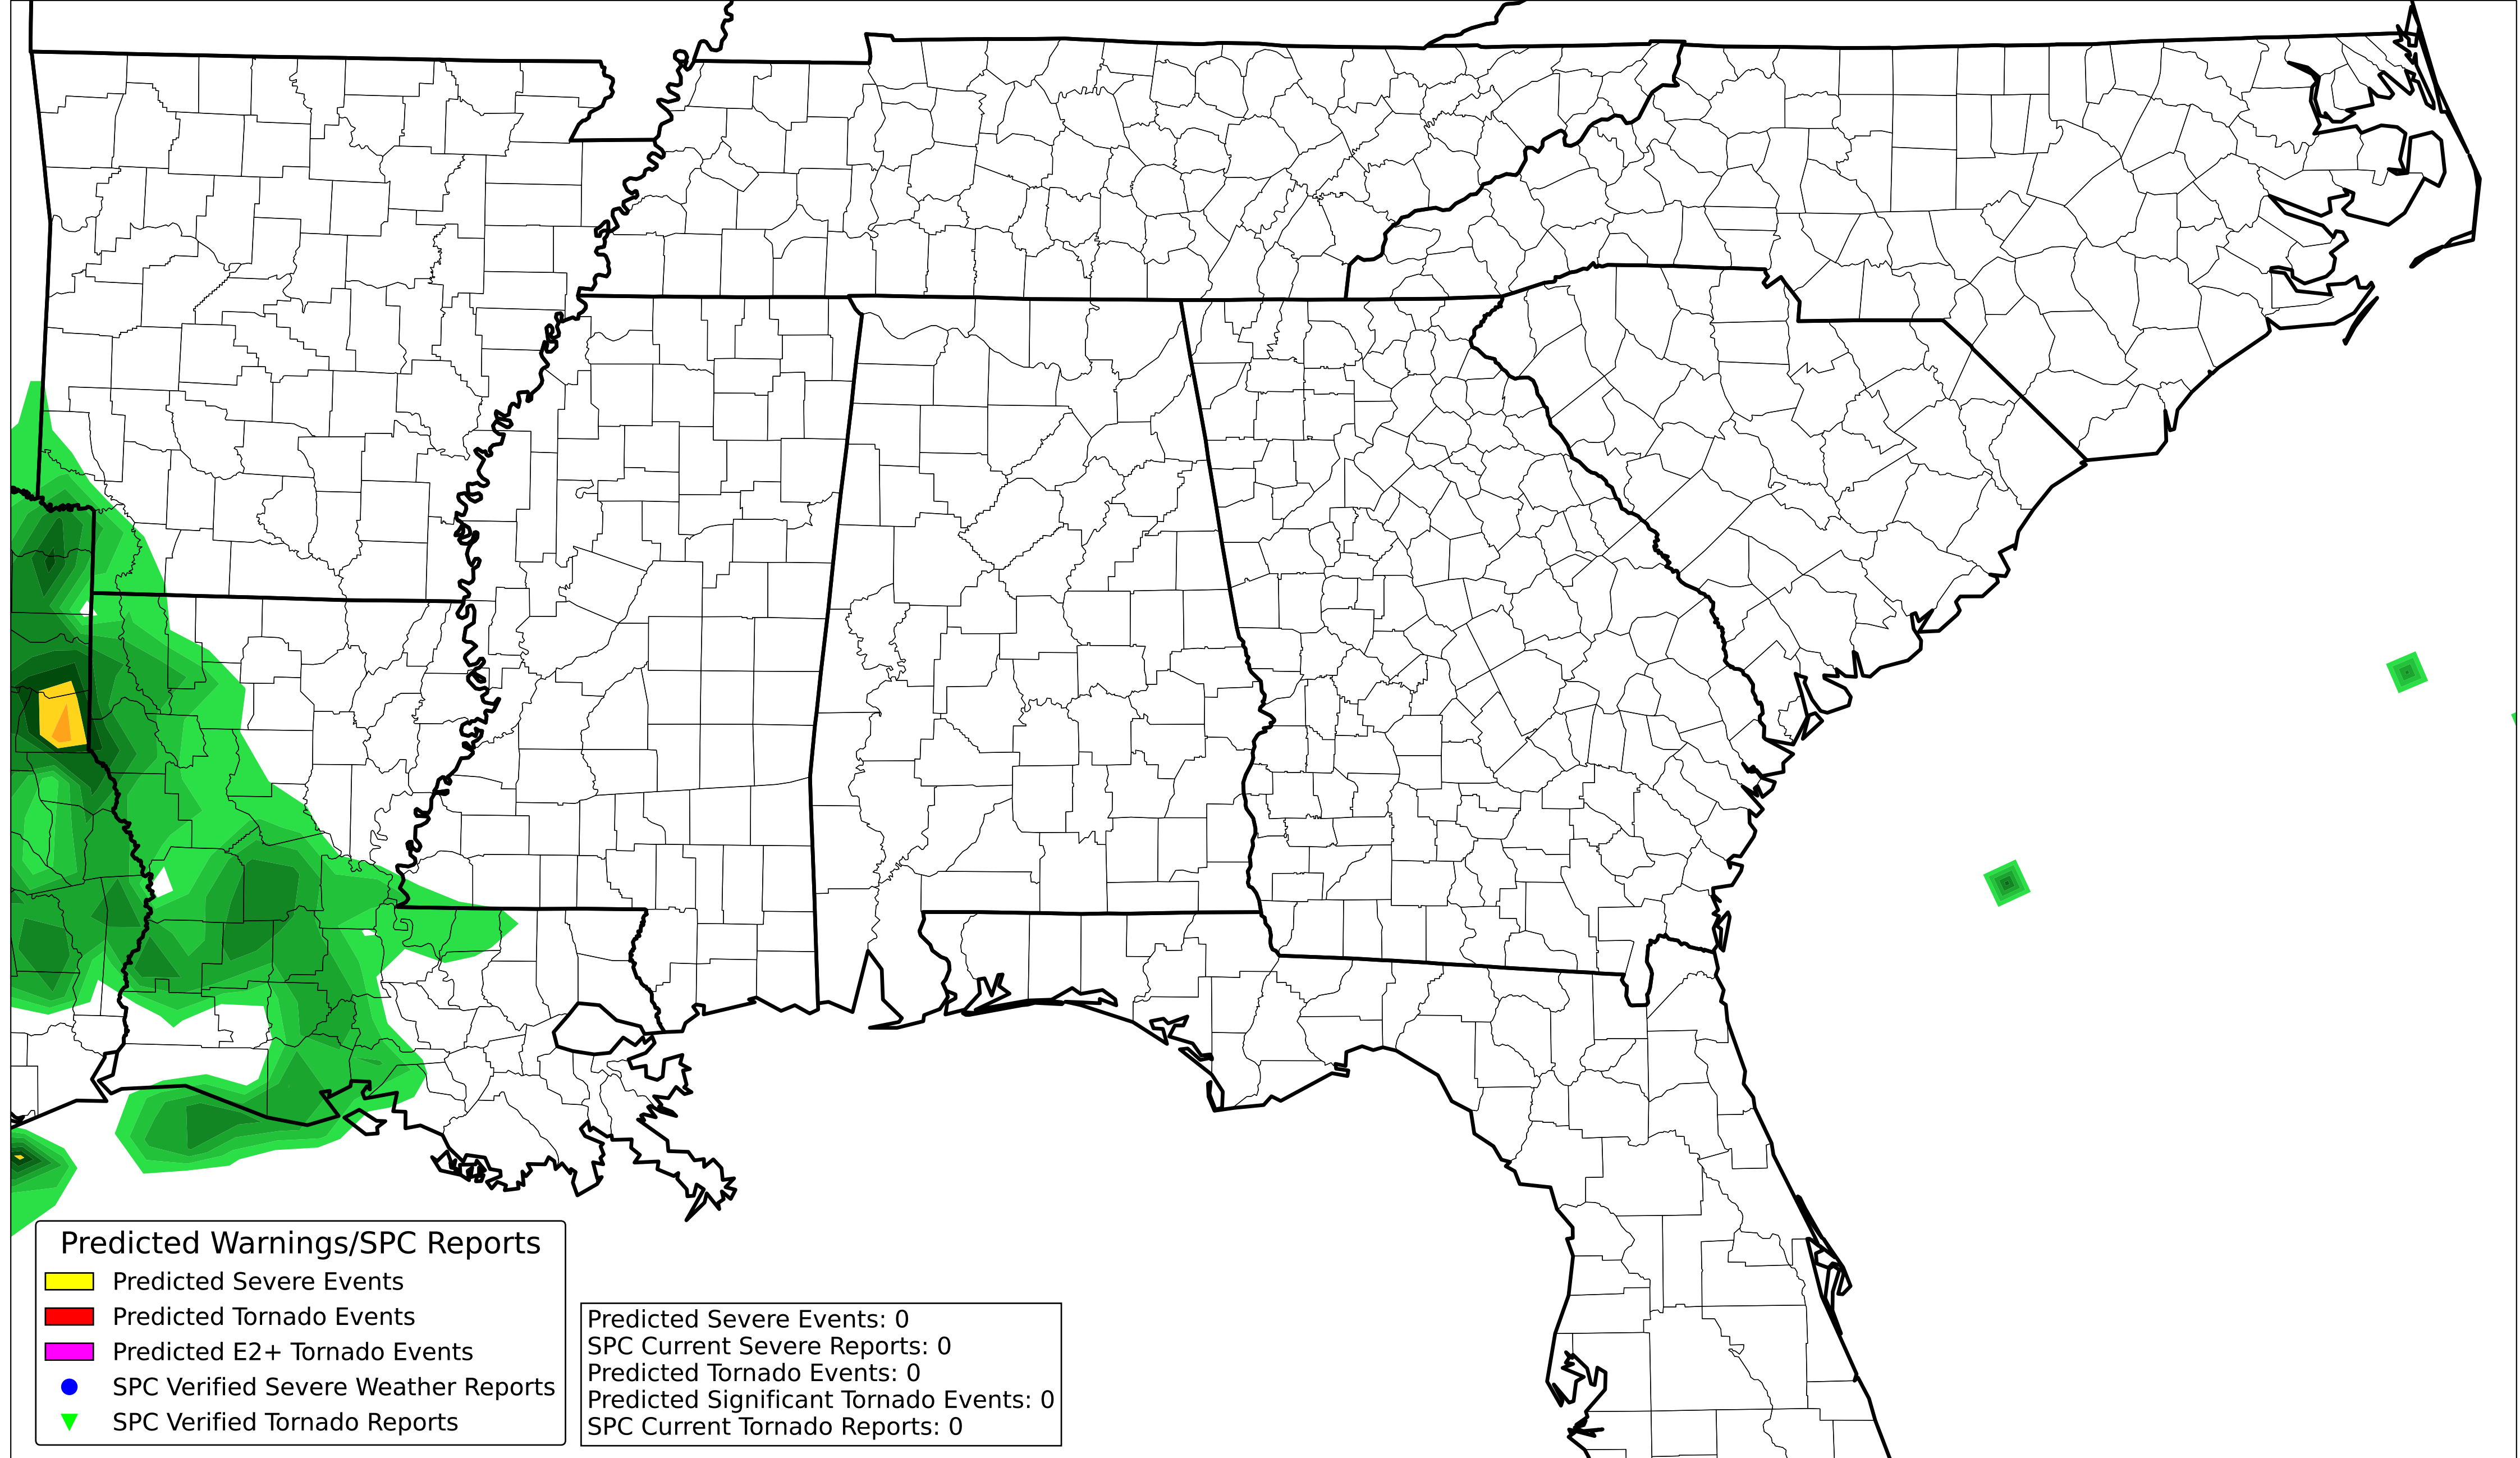 Predicted Warnings/SPC Reports
Predicted Severe Events
Predicted Tornado Events
Predicted E2+ Tornado Events
SPC Verified Severe Weather Reports
SPC Verified Tornado Reports
Predicted Severe Events: 0
SPC Current Severe Reports: 0
Predicted Tornado Events: 0
Predicted Significant Tornado Events: 0
SPC Current Tornado Reports: 0